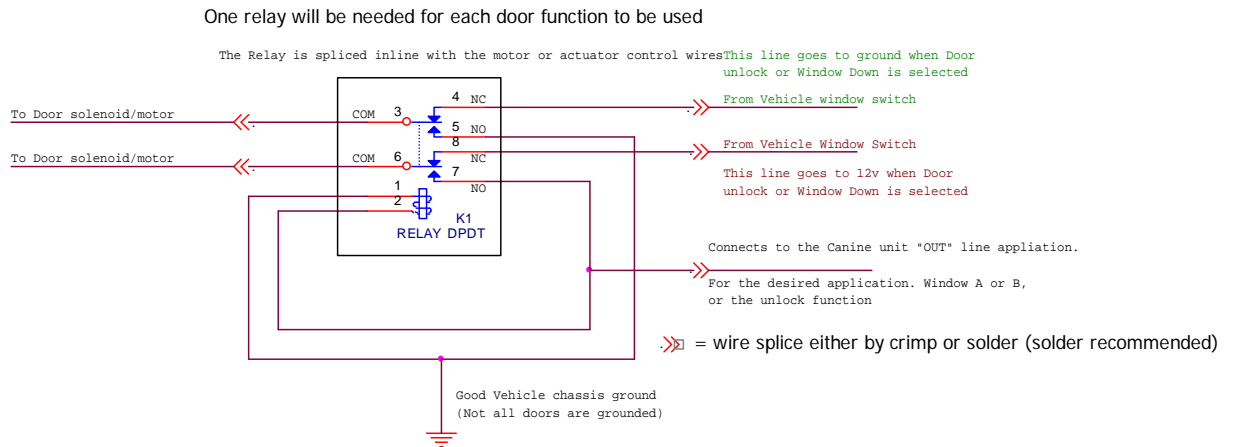 One relay will be needed for each door function to be used
The Relay is spliced inline with the motor or actuator control wires
This line goes to ground when Door
unlock or Window Down is selected
4 NC
From Vehicle window switch
To Door solenoid/motor
COM 3
5 NO
8 NC
From Vehicle Window Switch
To Door solenoid/motor
COM 6
7 NO
This line goes to 12v when Door
unlock or Window Down is selected
1
2
K1
RELAY DPDT
Connects to the Canine unit "OUT" line appliation.
For the desired application. Window A or B,
or the unlock function
= wire splice either by crimp or solder (solder recommended)
Good Vehicle chassis ground
(Not all doors are grounded)